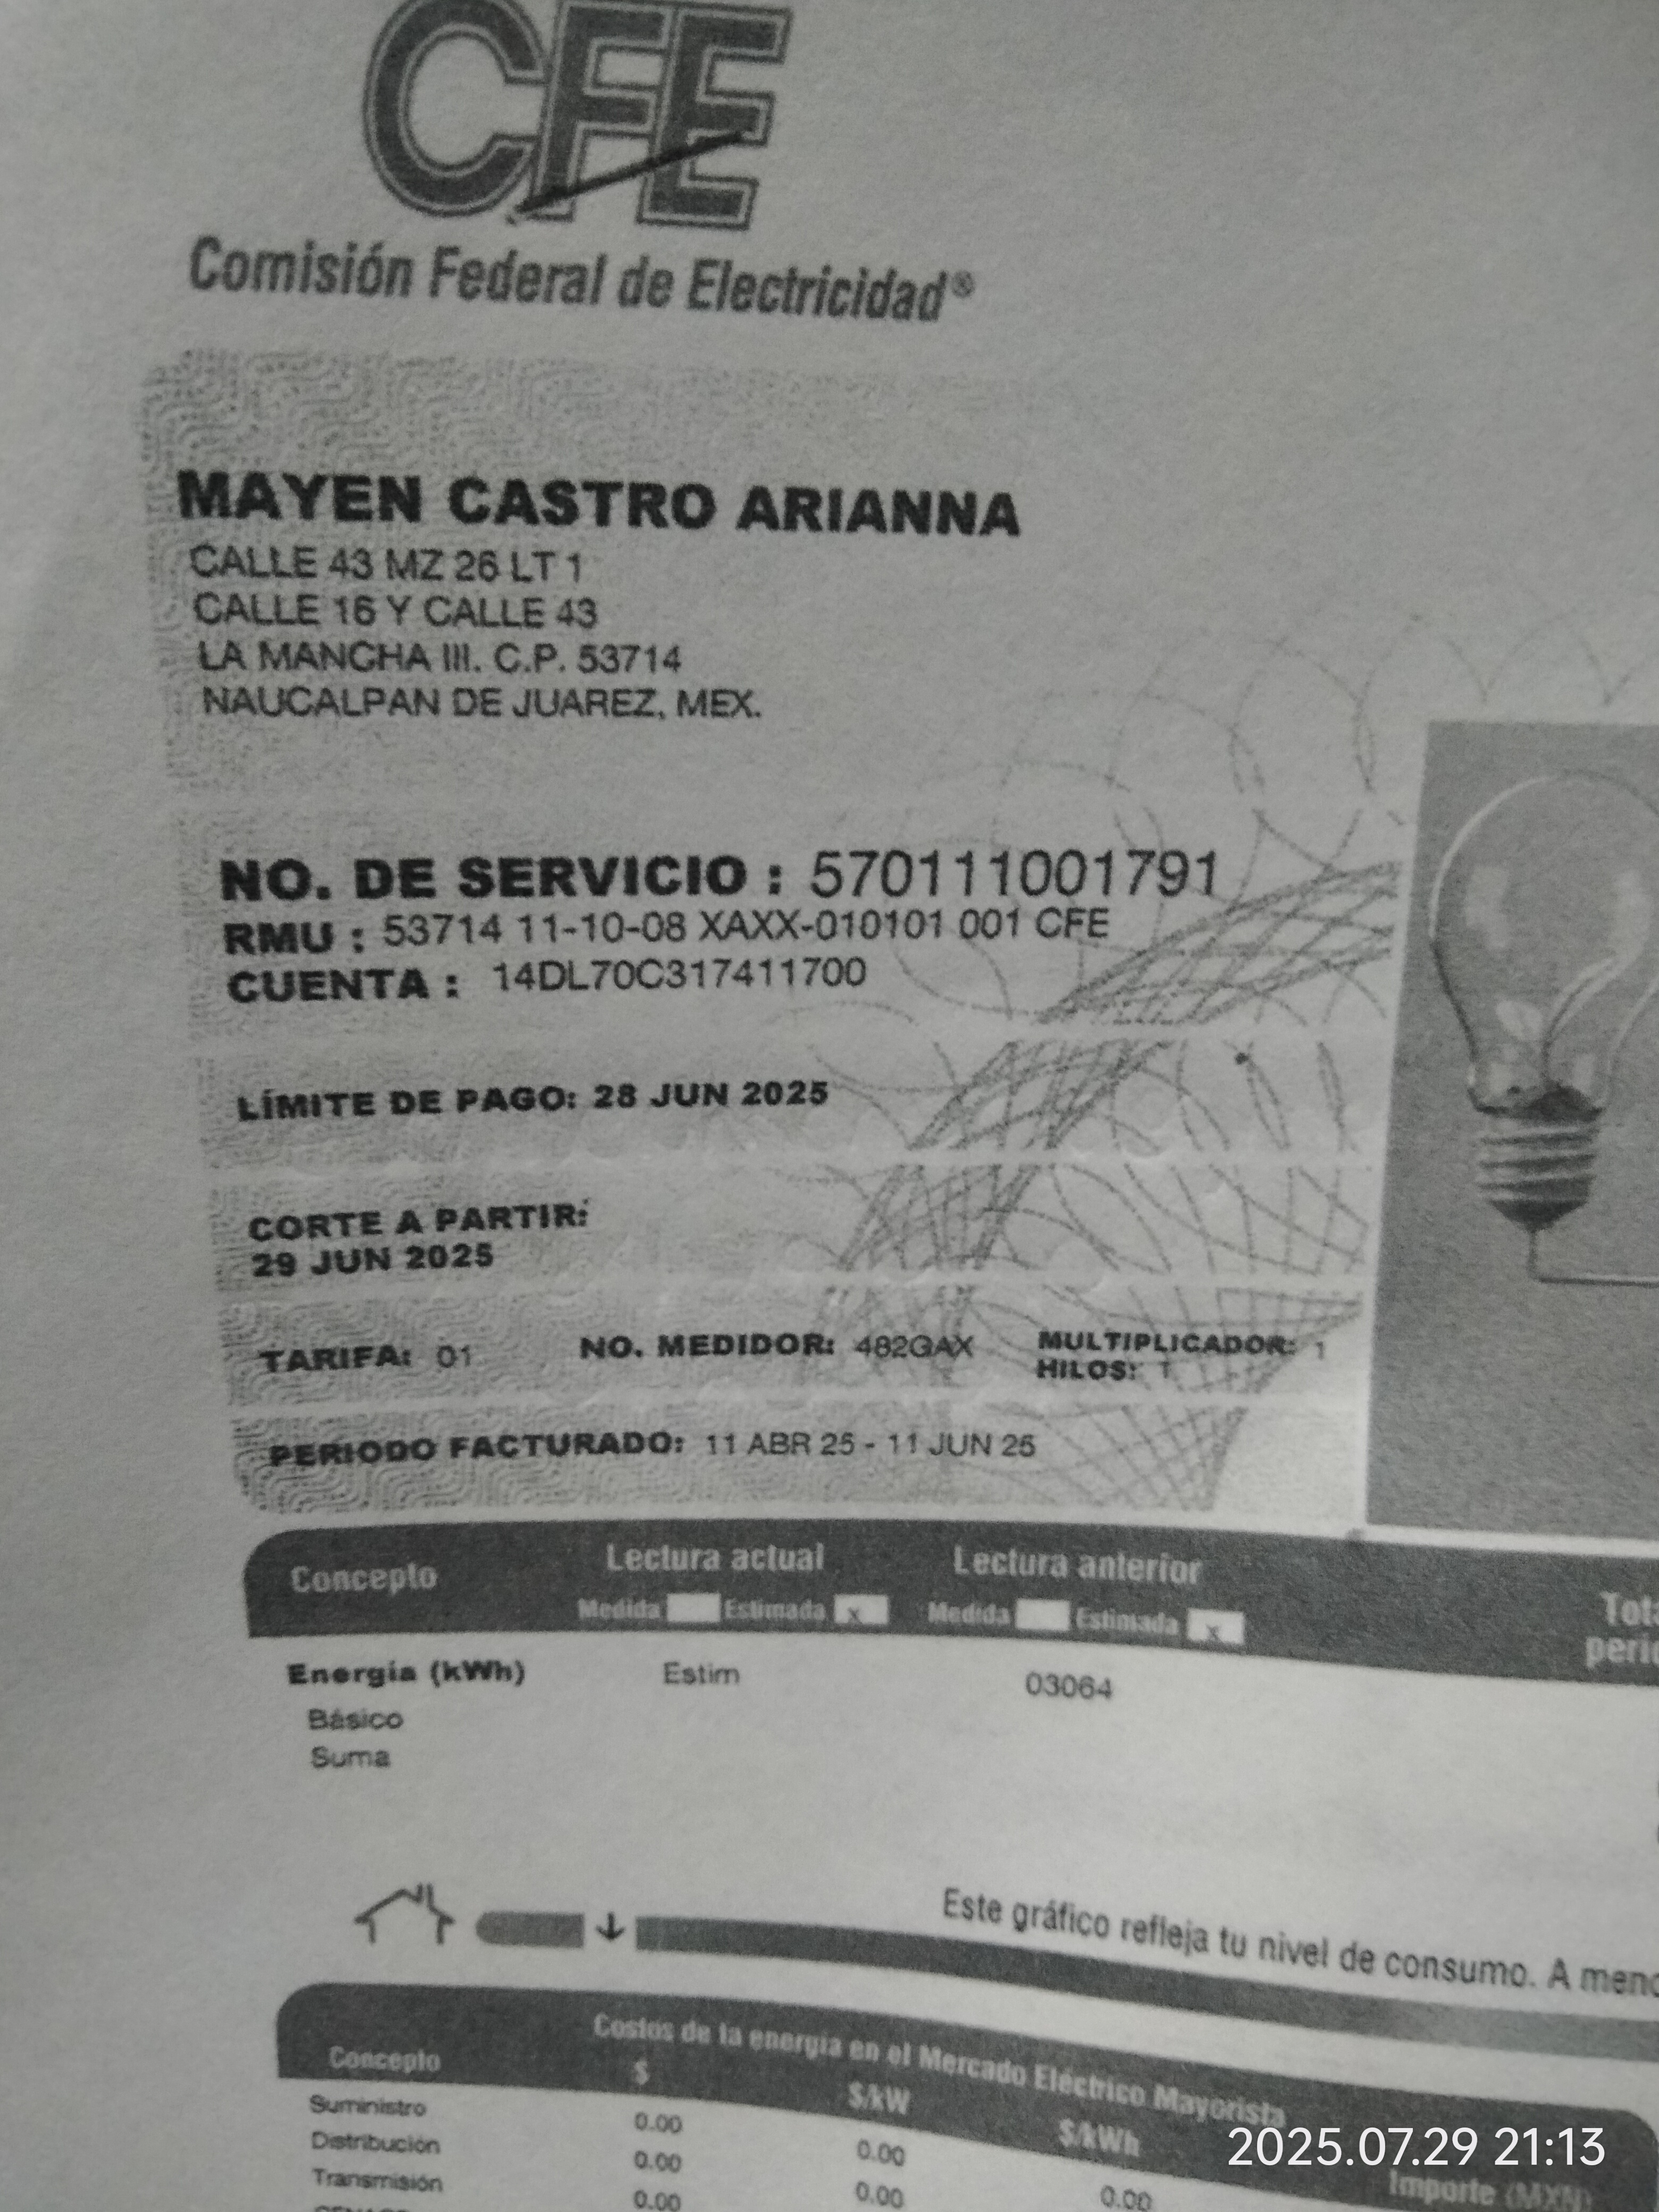 CFE
Comisión Federal de Electricidad®
MAYEN CASTRO ARIANNA
CALLE 43 MZ 26 LT 1
CALLE 16 Y CALLE 43
LA MANCHA III. C.P. 53714
NAUCALPAN DE JUAREZ, MEX.
NO. DE SERVICIO : 570111001791
RMU : 53714 11-10-08 XAXX-010101 001 CFE
CUENTA : 14DL70C317411700
LÍMITE DE PAGO: 28 JUN 2025
CORTE A PARTIR:
29 JUN 2025
TARIFA: 01 NO. MEDIDOR: 482GAX MULTIPLICADOR: 1
HILOS: 1
PERIODO FACTURADO: 11 ABR 25 - 11 JUN 25
Concepto Lectura actual Lectura anterior
Medida Estimada x Medida Estimada x
Energía (kWh) Estim 03064
Básico
Suma
Este gráfico refleja tu nivel de consumo. A
Costos de la energía en el Mercado Eléctrico Mayorista
Concepto $ $/kW $/kWh Importe (MXN)
Suministro 0.00
Distribución 0.00 0.00
Transmisión 0.00 0.00 0.00
2025.07.29 21:13